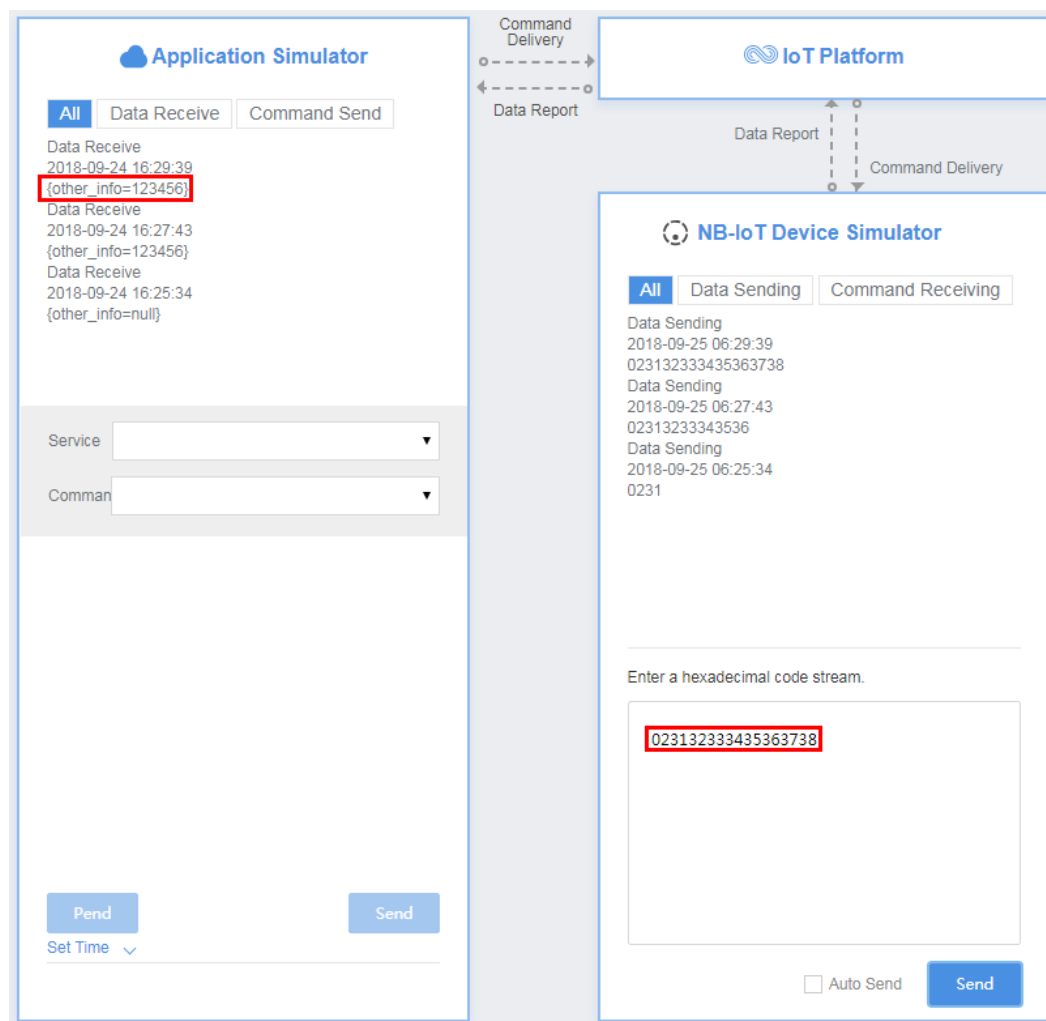 Application Simulator
All Data Receive Command Send
Data Receive
2018-09-24 16:29:39
{other_info=123456}
Data Receive
2018-09-24 16:27:43
{other_info=123456}
Data Receive
2018-09-24 16:25:34
{other_info=null}
Service
Comman
Pend Send
Set Time
Command
Delivery
Data Report
IoT Platform
Data Report
Command Delivery
NB-IoT Device Simulator
All Data Sending Command Receiving
Data Sending
2018-09-25 06:29:39
023132333435363738
Data Sending
2018-09-25 06:27:43
02313233343536
Data Sending
2018-09-25 06:25:34
0231
Enter a hexadecimal code stream.
023132333435363738
Auto Send Send